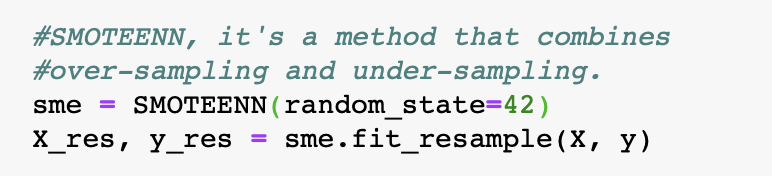 #SMOTEENN, it's a method that combines
#over-sampling and under-sampling.
sme = SMOTEENN(random_state=42)
X_res, y_res = sme.fit_resample(X, y)